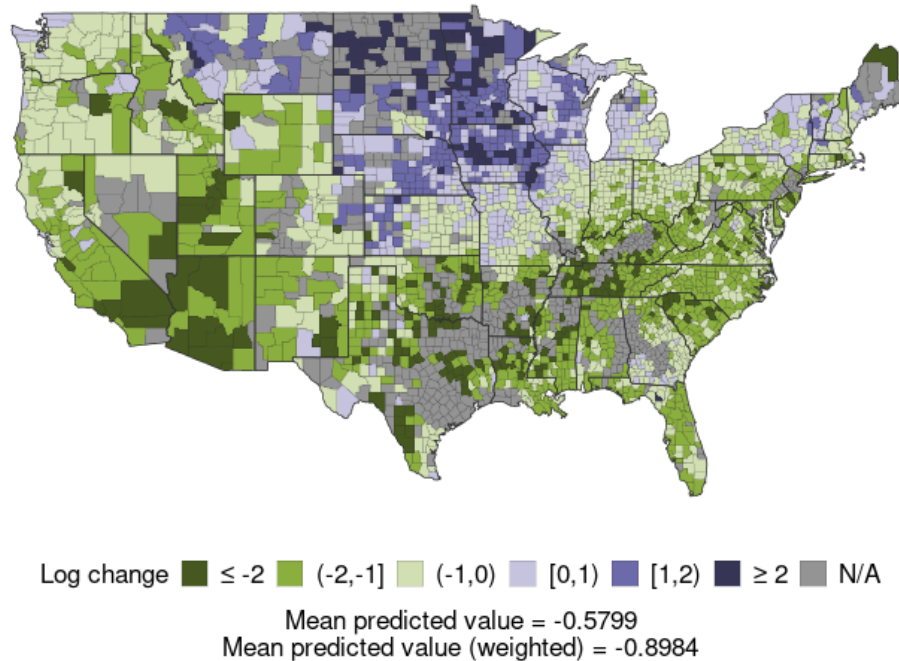 Log change ≤ -2 (-2,-1] (-1,0) [0,1) [1,2) ≥ 2 N/A
Mean predicted value = -0.5799
Mean predicted value (weighted) = -0.8984